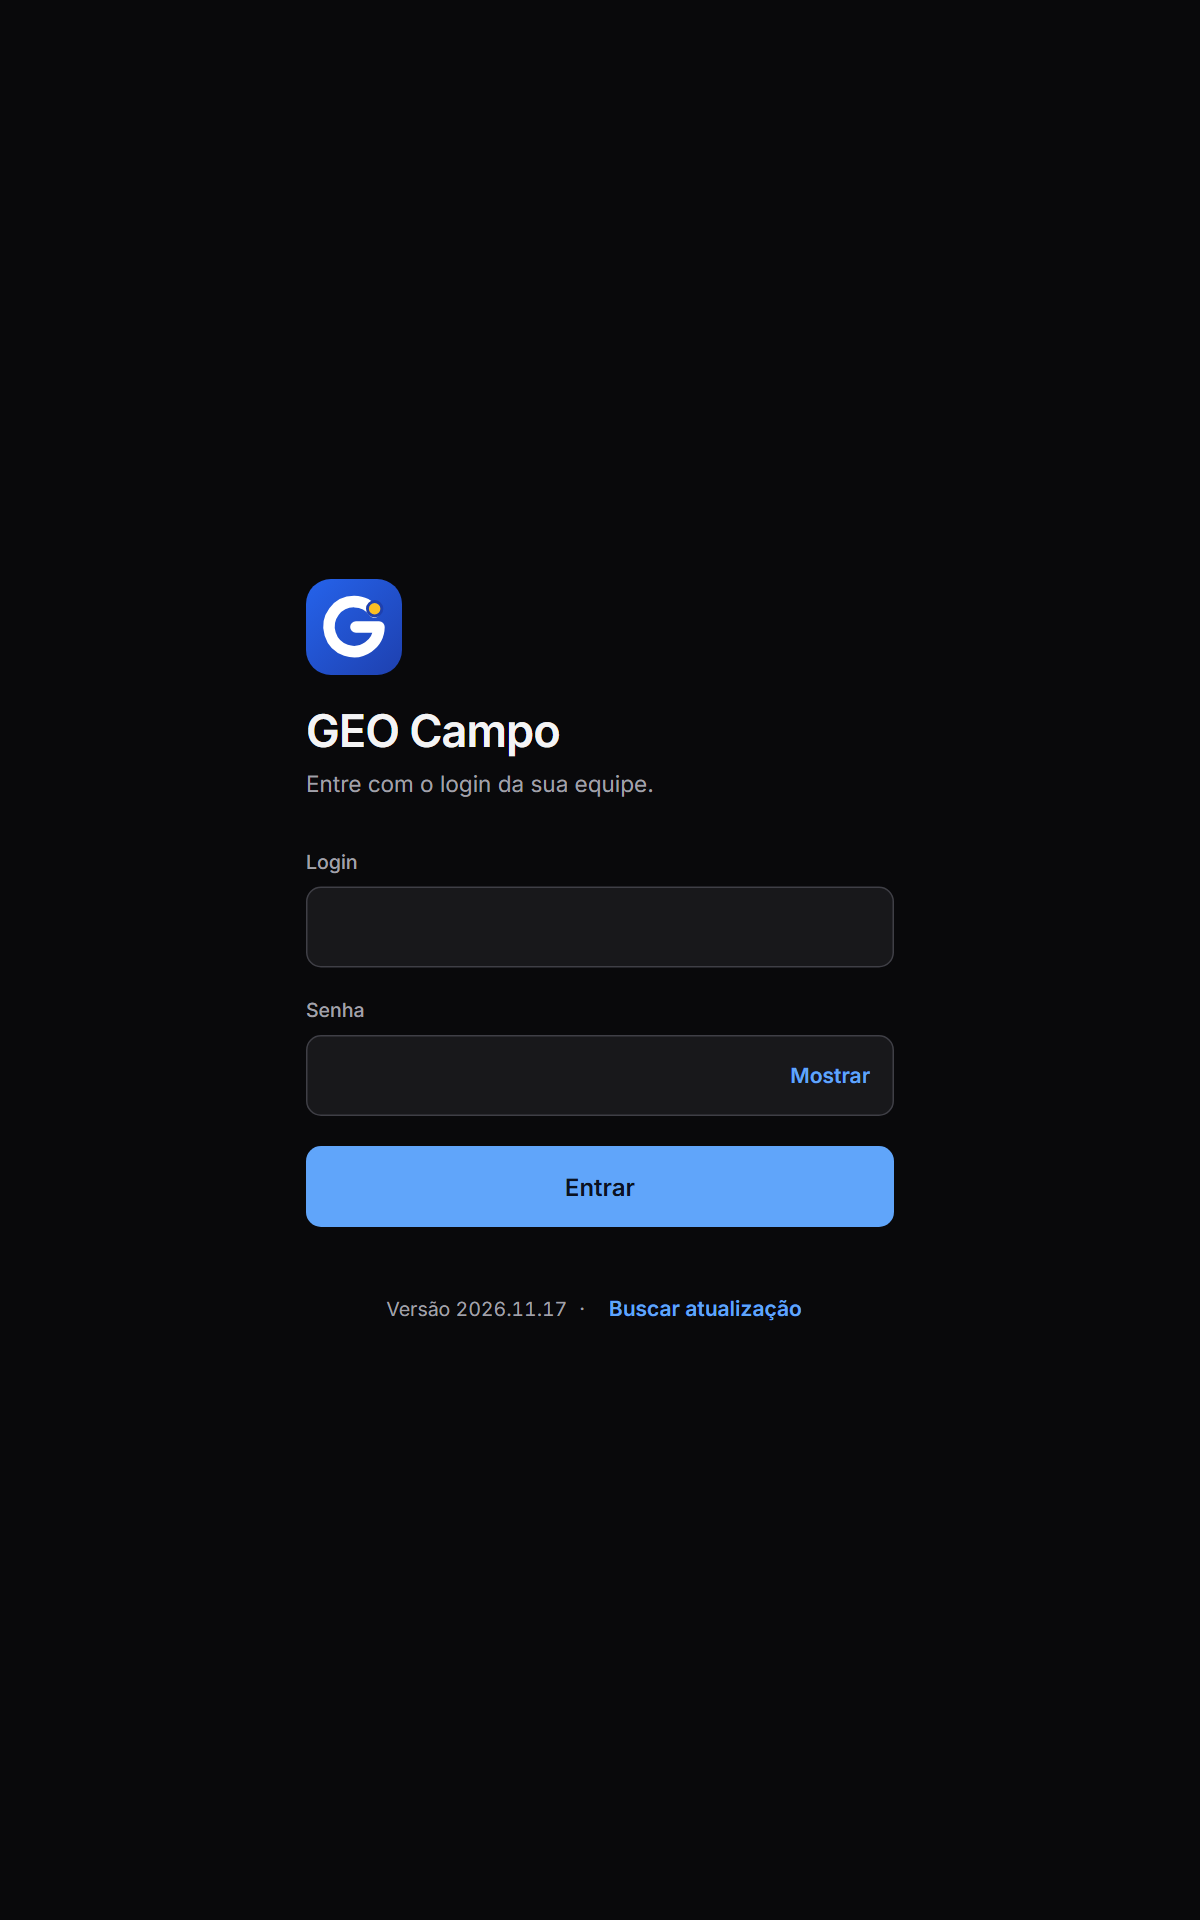 GEO Campo
Entre com o login da sua equipe.
Login
Senha
Mostrar
Entrar
Versão 2026.11.17 · Buscar atualização